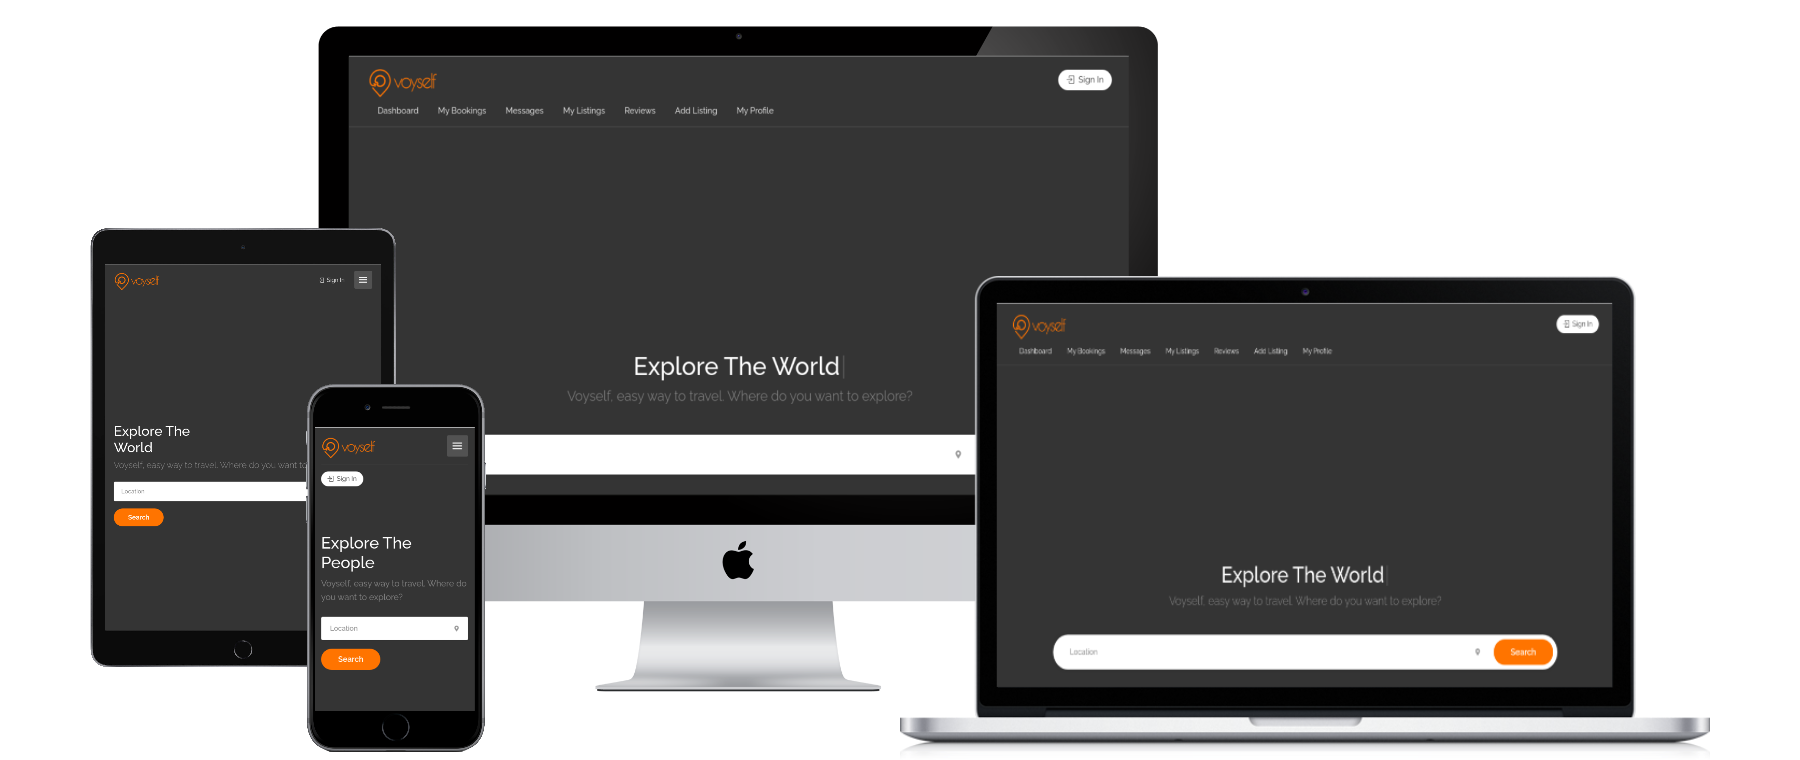 voyself
Sign In
Dashboard My Bookings Messages My Listings Reviews Add Listing My Profile
Explore The World
Voyself, easy way to travel. Where do you want to explore?
voyself
Sign In
Explore The
World
Voyself, easy way to travel. Where do you want to
Location
Search
voyself
Sign In
Explore The
People
Voyself, easy way to travel. Where do
you want to explore?
Location
Search
voyself
Sign In
Dashboard My Bookings Messages My Listings Reviews Add Listing My Profile
Explore The World
Voyself, easy way to travel. Where do you want to explore?
Location
Search